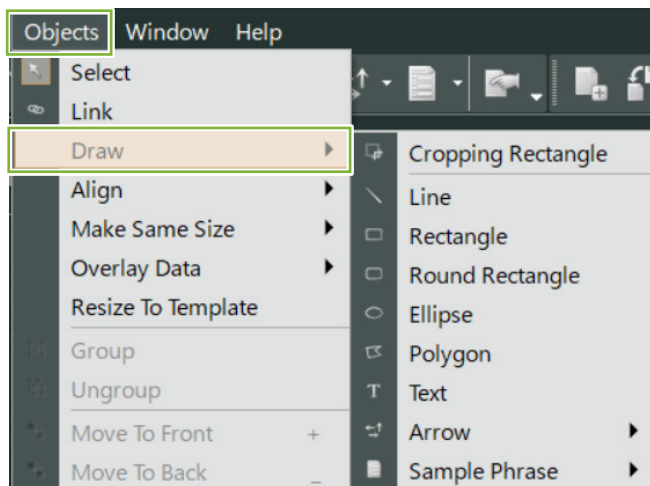 Objects Window Help
Select
Link
Draw
Align
Make Same Size
Overlay Data
Resize To Template
Group
Ungroup
Move To Front +
Move To Back _
Cropping Rectangle
Line
Rectangle
Round Rectangle
Ellipse
Polygon
T Text
Arrow
Sample Phrase